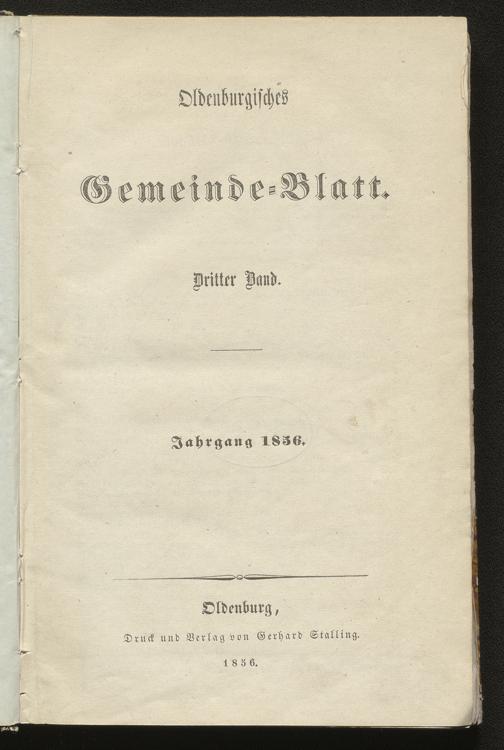 Oldenburgisches
Gemeinde-Blatt.
Dritter Band.
Jahrgang 1856.
Oldenburg,
Druck und Verlag von Gerhard Stalling.
1856.